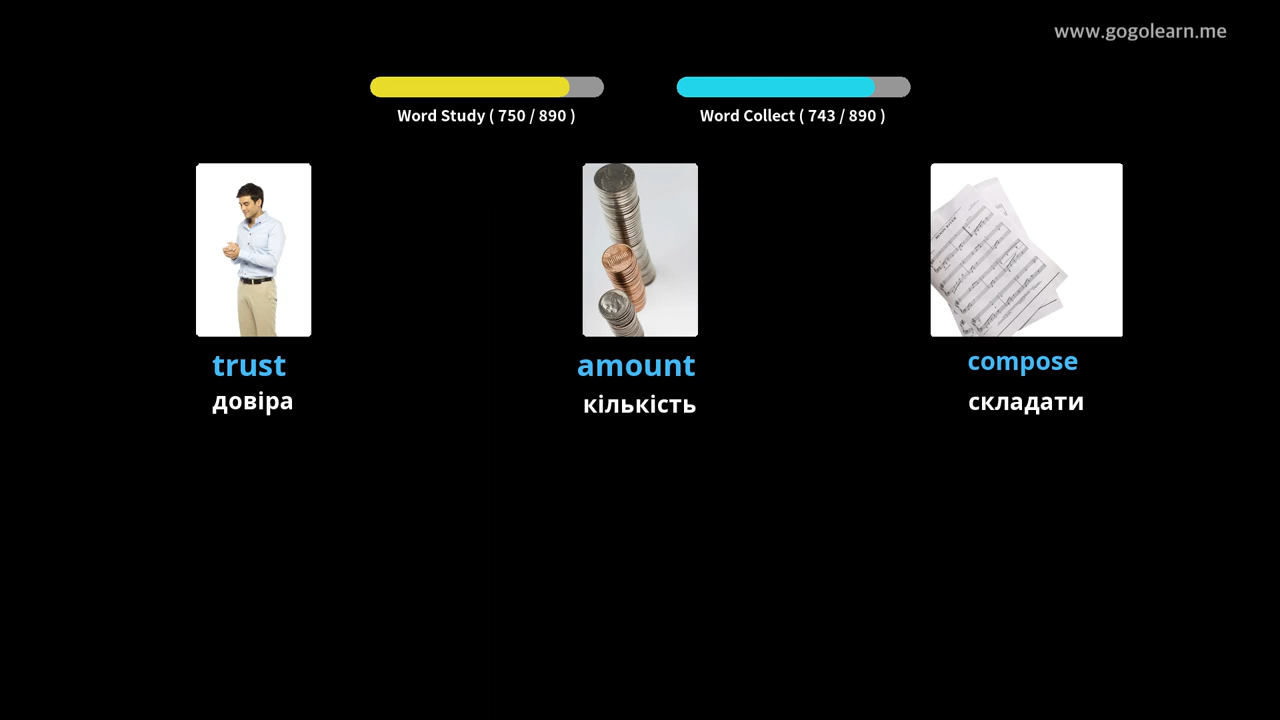 www.gogolearn.me
Word Study ( 750 / 890 )
Word Collect ( 743 / 890 )
trust
довіра
amount
кількість
compose
складати